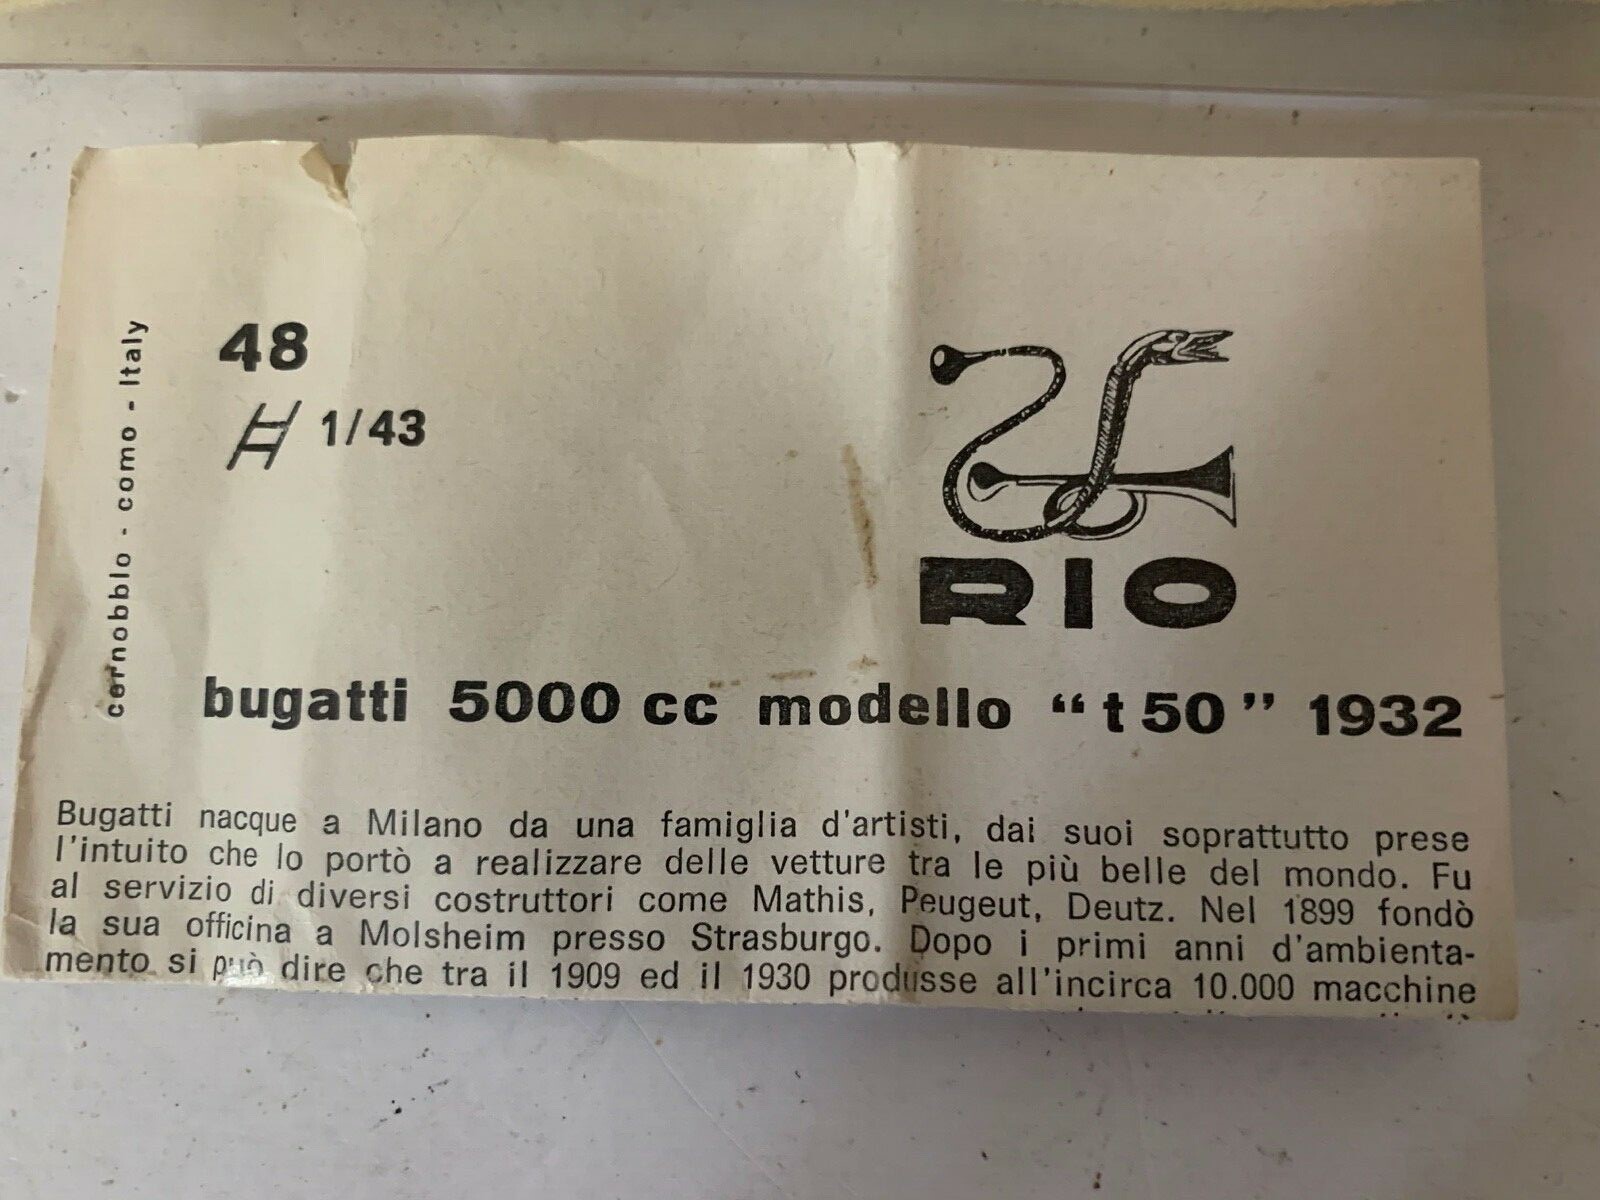 cernobblo - como - Italy
48
1/43
RIO
bugatti 5000 cc modello “t 50” 1932
Bugatti nacque a Milano da una famiglia d'artisti, dai suoi soprattutto prese
l'intuito che lo portò a realizzare delle vetture tra le più belle del mondo. Fu
al servizio di diversi costruttori come Mathis, Peugeut, Deutz. Nel 1899 fondò
la sua officina a Molsheim presso Strasburgo. Dopo i primi anni d'ambienta-
mento si può dire che tra il 1909 ed il 1930 produsse all'incirca 10.000 macchine